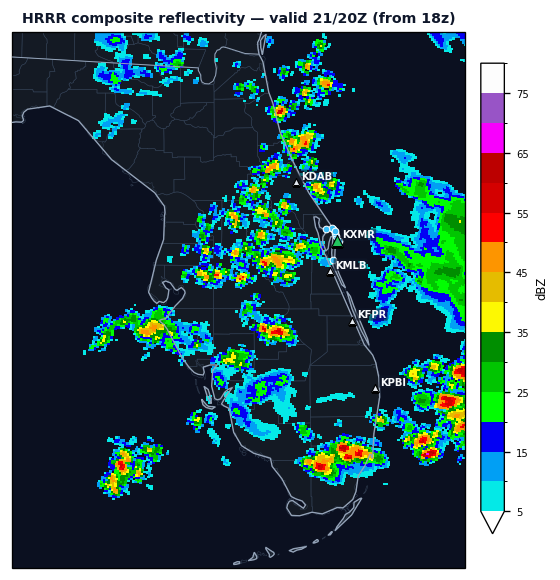 HRRR composite reflectivity — valid 21/20Z (from 18z)
KDAB
KXMR
KMLB
KFPR
KPBI
75
65
55
45
35
25
15
5
dBZ